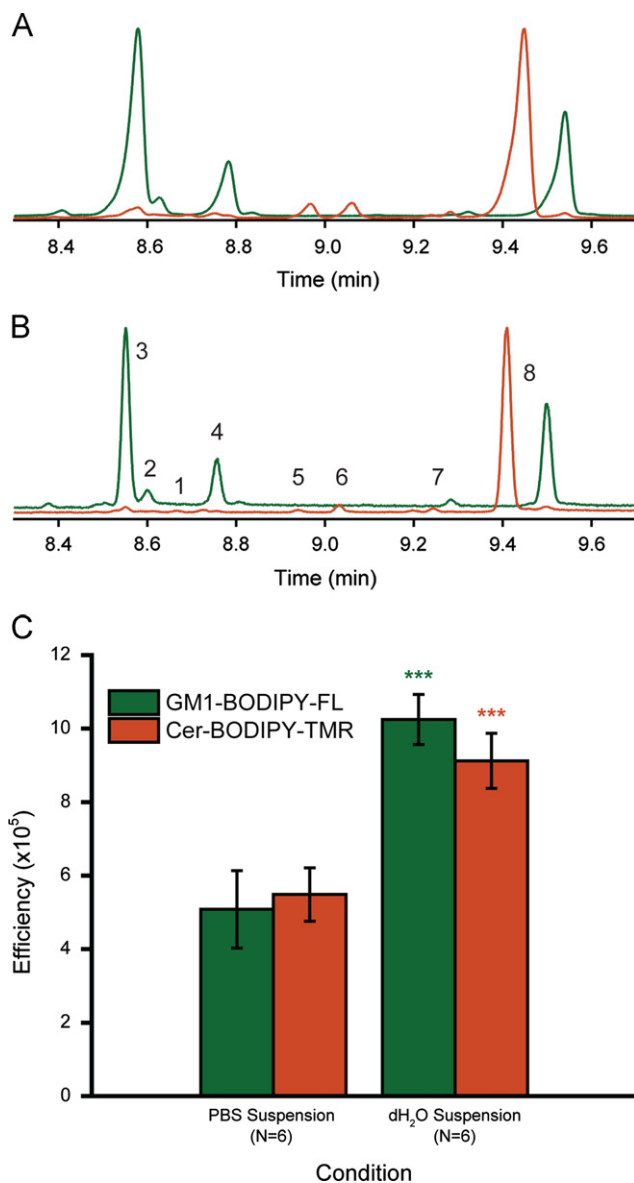 A
8.4 8.6 8.8 9.0 9.2 9.4 9.6
Time (min)
B
3
8
4
2
1
5
6
7
8.4 8.6 8.8 9.0 9.2 9.4 9.6
Time (min)
C
12
10
8
6
4
2
0
Efficiency (x10⁵)
GM1-BODIPY-FL
Cer-BODIPY-TMR
***
***
PBS Suspension
(N=6)
dH₂O Suspension
(N=6)
Condition